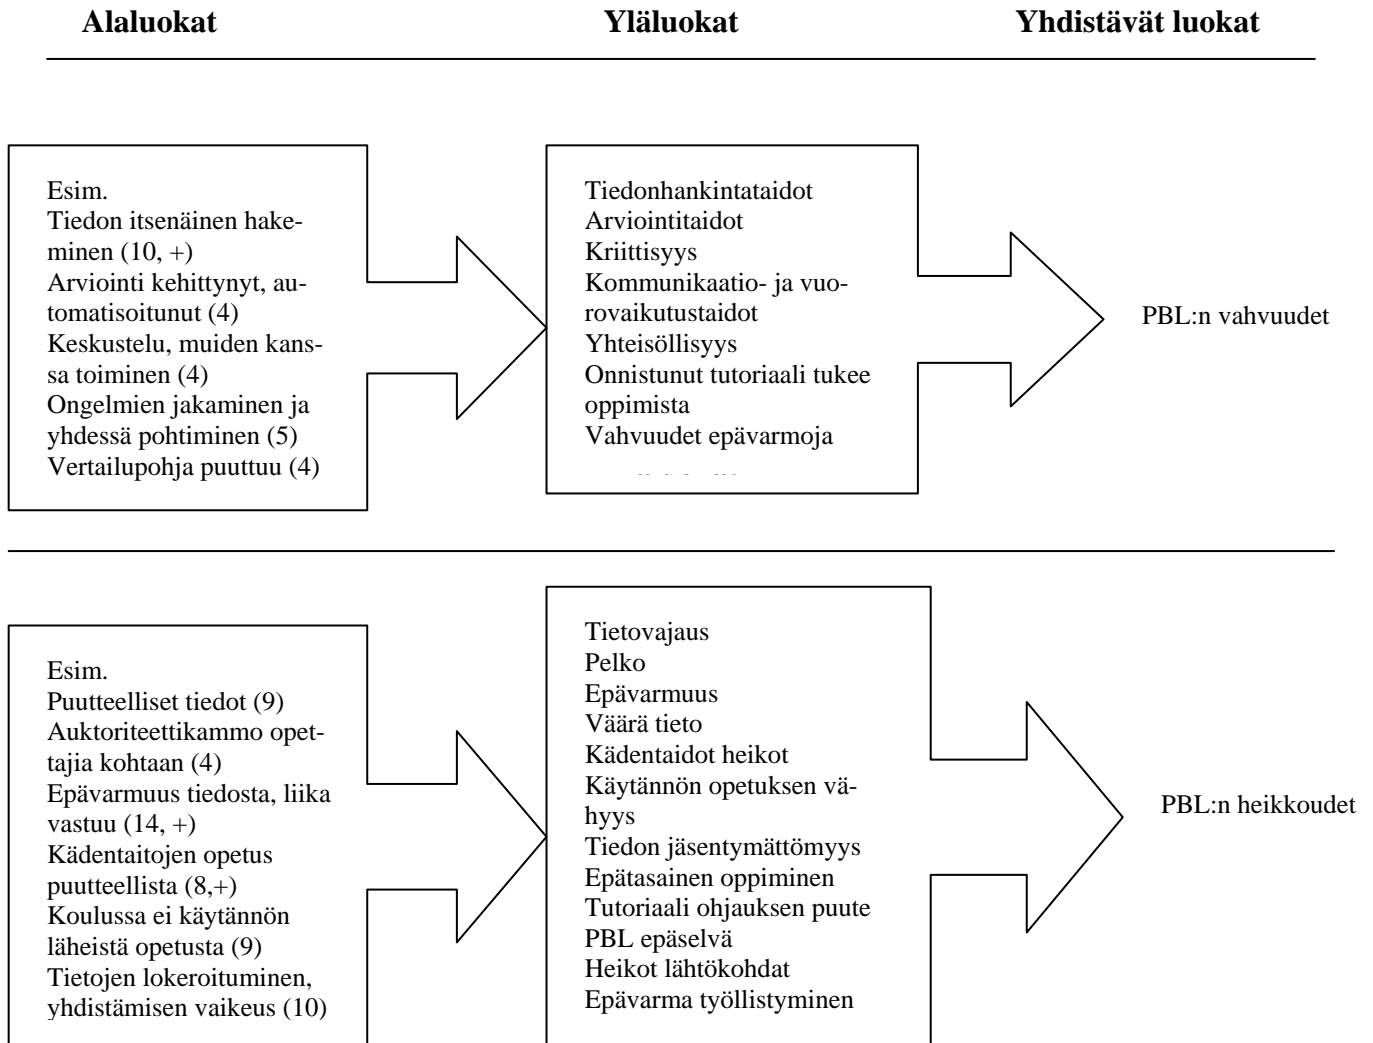 Alaluokat Yläluokat Yhdistävät luokat
Esim.
Tiedon itsenäinen hake-
minen (10, +)
Arviointi kehittynyt, au-
tomatisoitunut (4)
Keskustelu, muiden kans-
sa toiminen (4)
Ongelmien jakaminen ja
yhdessä pohtiminen (5)
Vertailupohja puuttuu (4)
Tiedonhankintataidot
Arviointitaidot
Kriittisyys
Kommunikaatio- ja vuo-
rovaikutustaidot
Yhteisöllisyys
Onnistunut tutoriaali tukee
oppimista
Vahvuudet epävarmoja
PBL:n vahvuudet
Esim.
Puutteelliset tiedot (9)
Auktoriteettikammo opet-
tajia kohtaan (4)
Epävarmuus tiedosta, liika
vastuu (14, +)
Kädentaitojen opetus
puutteellista (8,+)
Koulussa ei käytännön
läheistä opetusta (9)
Tietojen lokeroituminen,
yhdistämisen vaikeus (10)
Tietovajaus
Pelko
Epävarmuus
Väärä tieto
Kädentaidot heikot
Käytännön opetuksen vä-
hyys
Tiedon jäsentymättömyys
Epätasainen oppiminen
Tutoriaali ohjauksen puute
PBL epäselvä
Heikot lähtökohdat
Epävarma työllistyminen
PBL:n heikkoudet